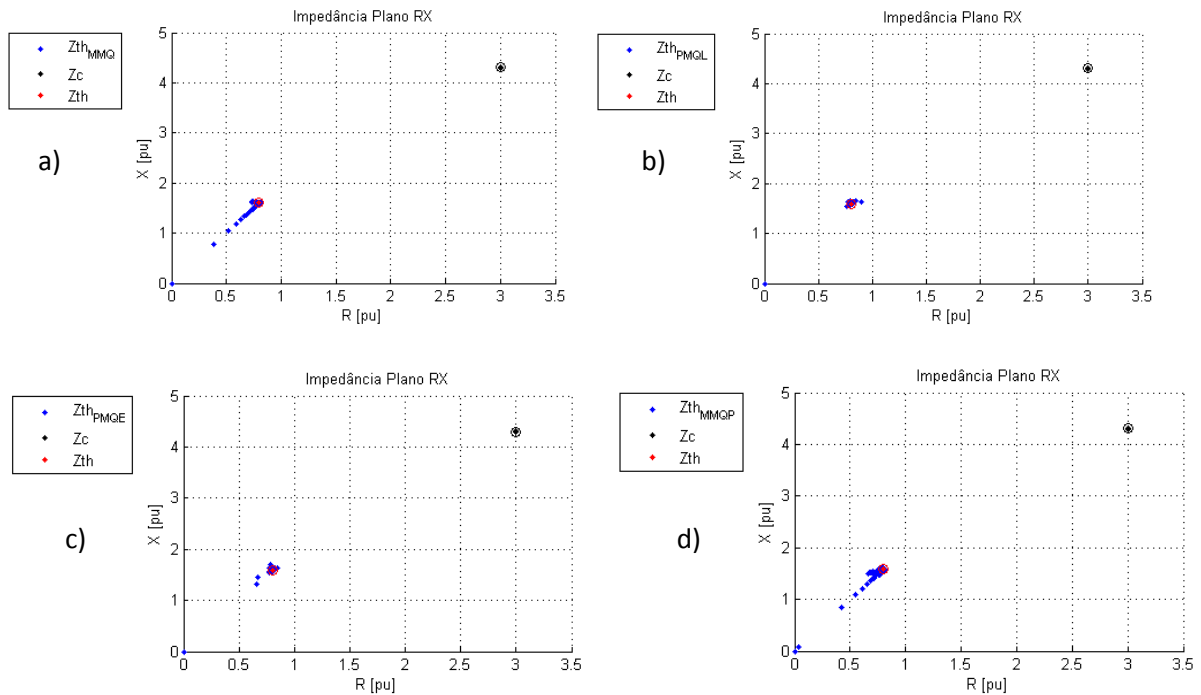 Impedância Plano RX
Zth_MMQ
Zc
Zth
a)
X [pu]
5
4
3
2
1
0
0 0.5 1 1.5 2 2.5 3 3.5
R [pu]
Impedância Plano RX
Zth_PMQL
Zc
Zth
b)
X [pu]
5
4
3
2
1
0
0 0.5 1 1.5 2 2.5 3 3.5
R [pu]
Impedância Plano RX
Zth_PMQE
Zc
Zth
c)
X [pu]
5
4
3
2
1
0
0 0.5 1 1.5 2 2.5 3 3.5
R [pu]
Impedância Plano RX
Zth_MMQP
Zc
Zth
d)
X [pu]
5
4
3
2
1
0
0 0.5 1 1.5 2 2.5 3 3.5
R [pu]